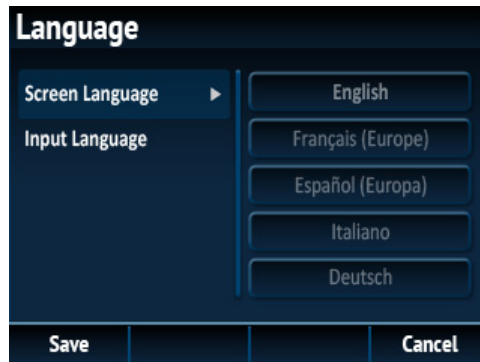 Language
Screen Language
Input Language
English
Français (Europe)
Español (Europa)
Italiano
Deutsch
Save
Cancel